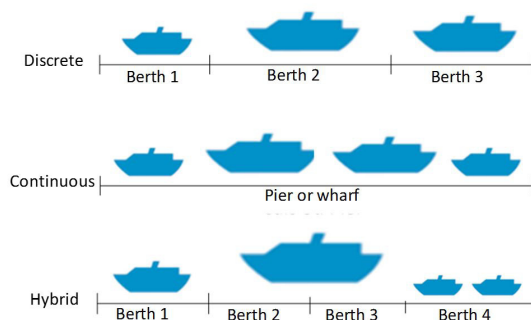 Discrete
Berth 1 Berth 2 Berth 3
Continuous
Pier or wharf
Hybrid
Berth 1 Berth 2 Berth 3 Berth 4